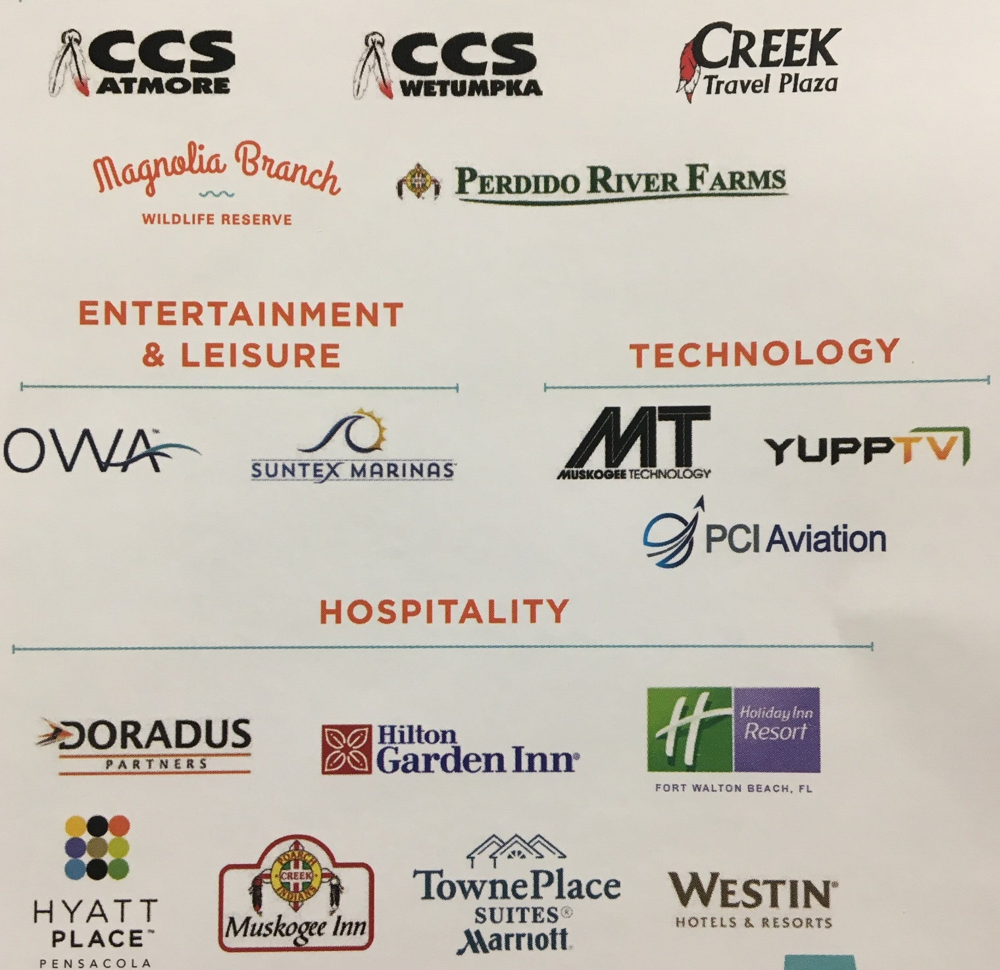 CCS
ATMORE
CCS
WETUMPKA
CREEK
Travel Plaza
Magnolia Branch
WILDLIFE RESERVE
PERDIDO RIVER FARMS
ENTERTAINMENT
& LEISURE
OWA™
SUNTEX MARINAS
TECHNOLOGY
MT
MUSKOGEE TECHNOLOGY
YUPPTV
PCI Aviation
HOSPITALITY
DORADUS
PARTNERS
Hilton
Garden Inn®
H
Holiday Inn
Resort
FORT WALTON BEACH, FL
HYATT
PLACE™
PENSACOLA
POARCH
CREEK
INDIANS
Muskogee Inn
TownePlace
SUITES®
Marriott
WESTIN®
HOTELS & RESORTS